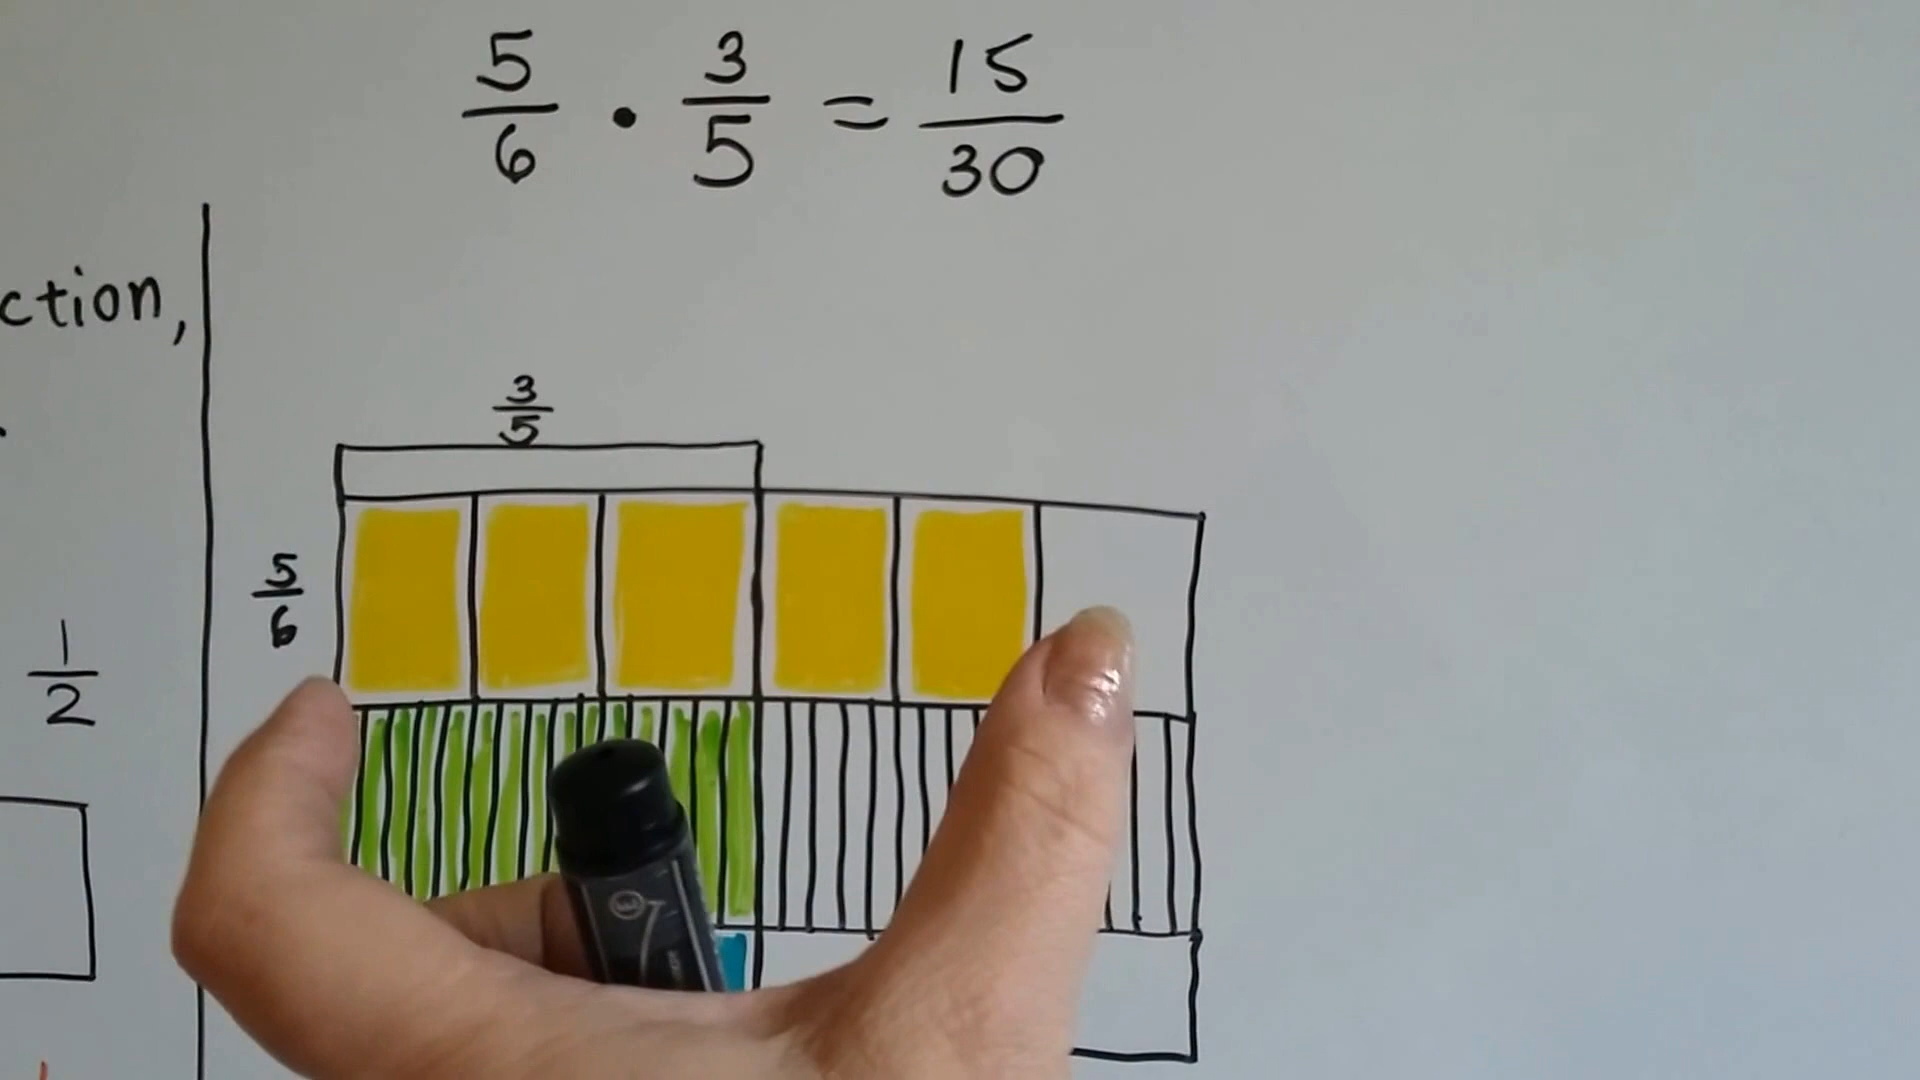 5/6 · 3/5 = 15/30
ction,
3/5
5/6
1/2